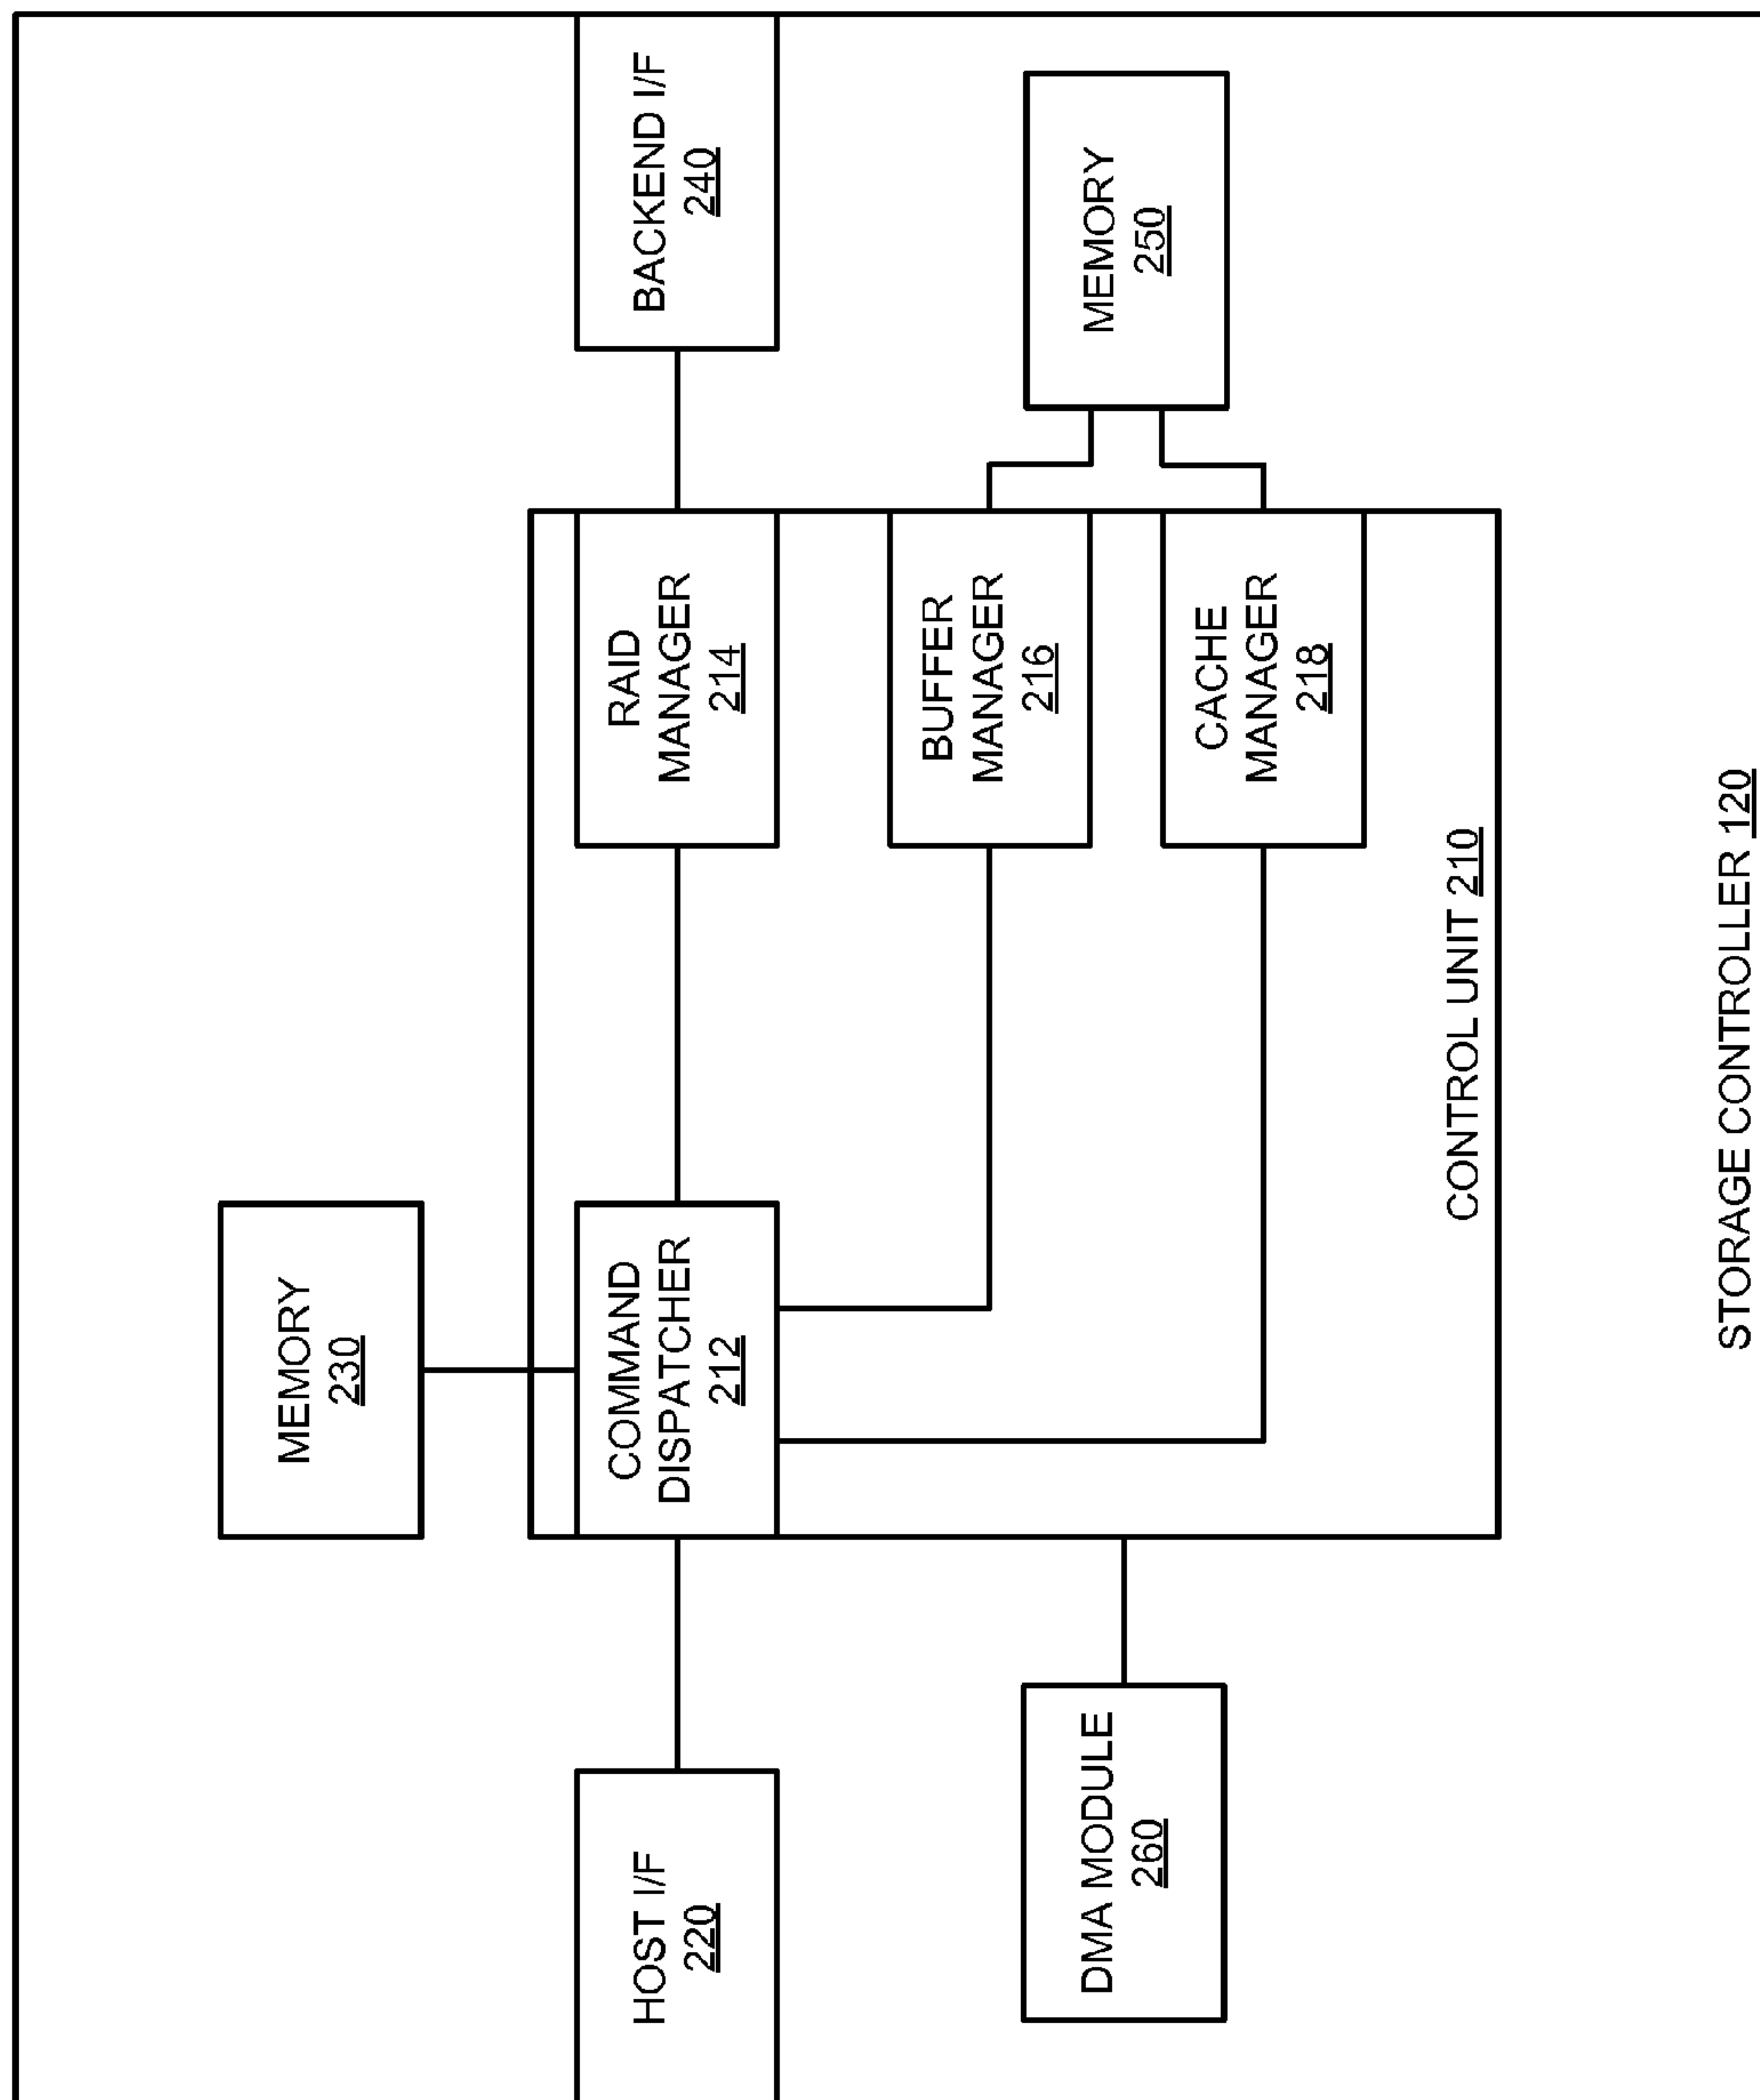 MEMORY
230
HOST I/F
220
COMMAND
DISPATCHER
212
RAID
MANAGER
214
BACKEND I/F
240
BUFFER
MANAGER
216
DMA MODULE
260
MEMORY
250
CACHE
MANAGER
218
CONTROL UNIT 210
STORAGE CONTROLLER 120